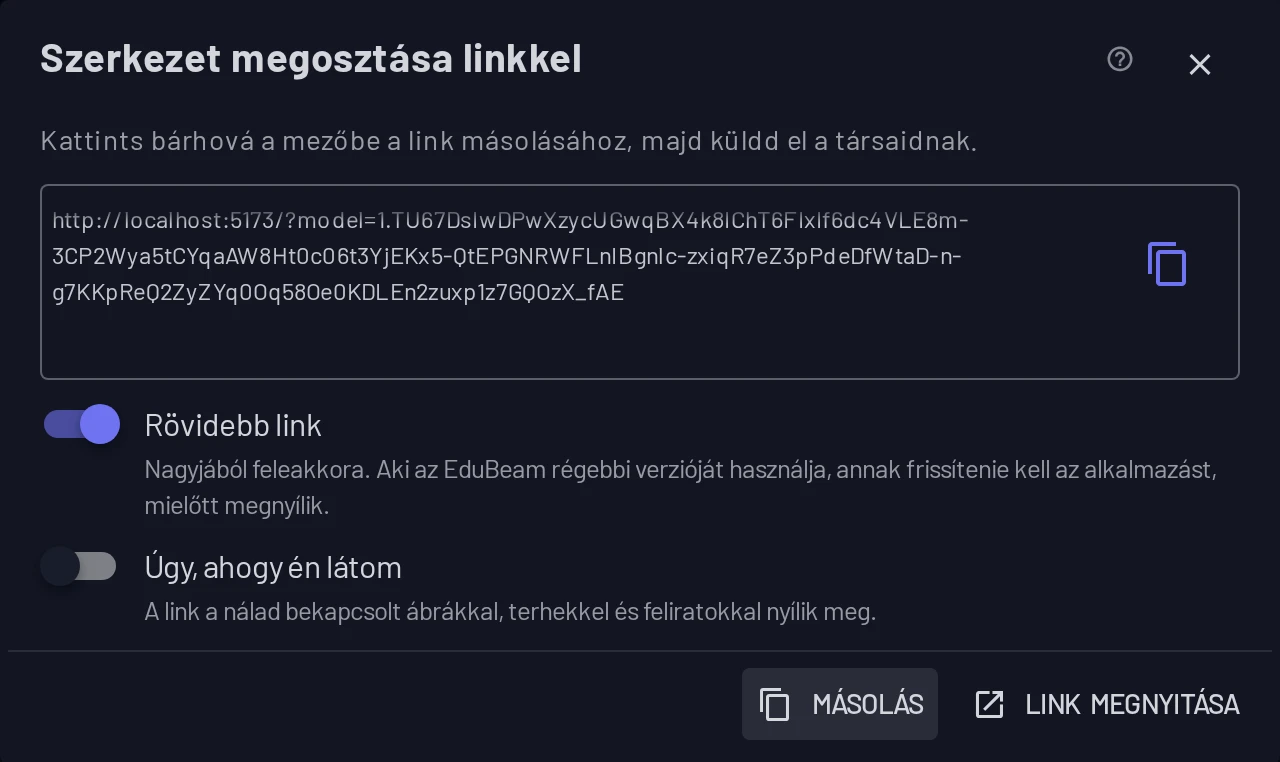 Szerkezet megosztása linkkel
Kattints bárhová a mezőbe a link másolásához, majd küldd el a társaidnak.
http://localhost:5173/?model=1.TU67DsIwDPwXzycUGwqBX4k8IChT6FIxIf6dc4VLE8m-
3CP2Wya5tCYqaAW8Ht0c06t3YjEKx5-QtEPGNRWFLnIBgnIc-zxiqR7eZ3pPdeDfWtaD-n-
g7KKpReQ2ZyZYq0Oq58Oe0KDLEn2zuxp1z7GQOzX_fAE
Rövidebb link
Nagyjából feleakkora. Aki az EduBeam régebbi verzióját használja, annak frissítenie kell az alkalmazást,
mielőtt megnyílik.
Úgy, ahogy én látom
A link a nálad bekapcsolt ábrákkal, terhekkel és feliratokkal nyílik meg.
MÁSOLÁS
LINK MEGNYITÁSA